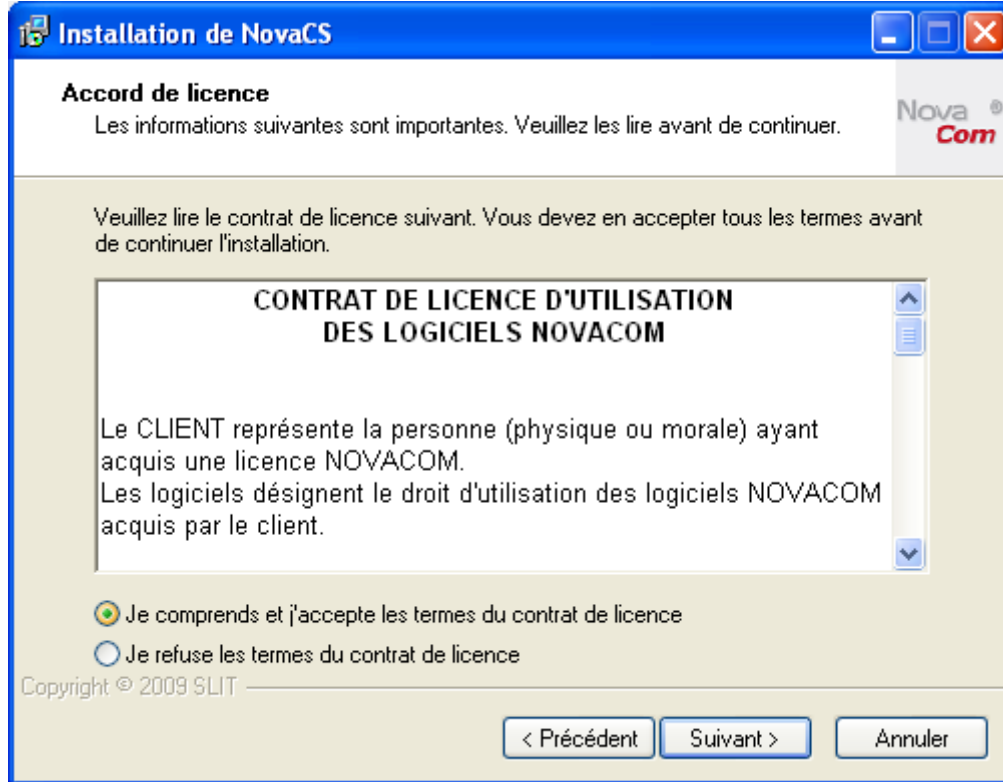 Installation de NovaCS
Accord de licence
Les informations suivantes sont importantes. Veuillez les lire avant de continuer.
Nova ®
Com
Veuillez lire le contrat de licence suivant. Vous devez en accepter tous les termes avant
de continuer l'installation.
CONTRAT DE LICENCE D'UTILISATION
DES LOGICIELS NOVACOM
Le CLIENT représente la personne (physique ou morale) ayant
acquis une licence NOVACOM.
Les logiciels désignent le droit d'utilisation des logiciels NOVACOM
acquis par le client.
Je comprends et j'accepte les termes du contrat de licence
Je refuse les termes du contrat de licence
Copyright © 2009 SLIT
< Précédent
Suivant >
Annuler